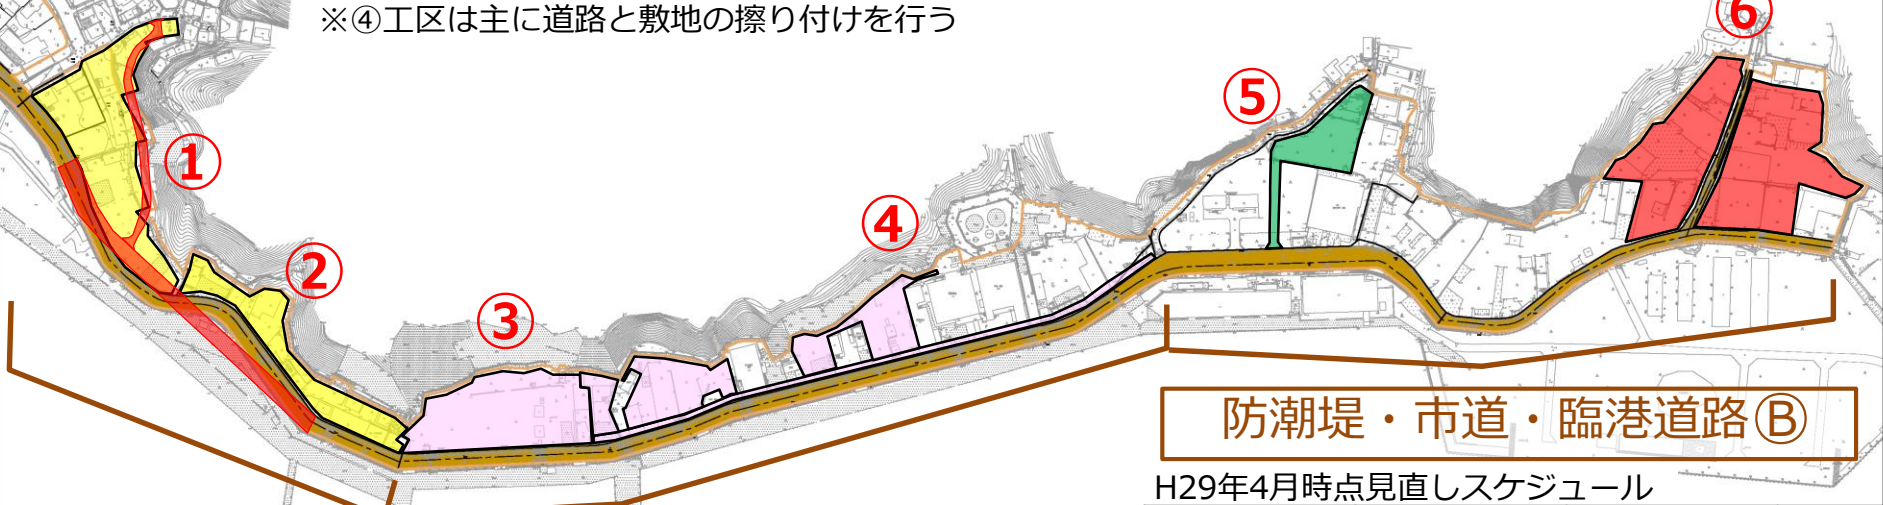 ※④工区は主に道路と敷地の擦り付けを行う
⑥
⑤
①
④
②
③
防潮堤・市道・臨港道路Ⓑ
H29年4月時点見直しスケジュール